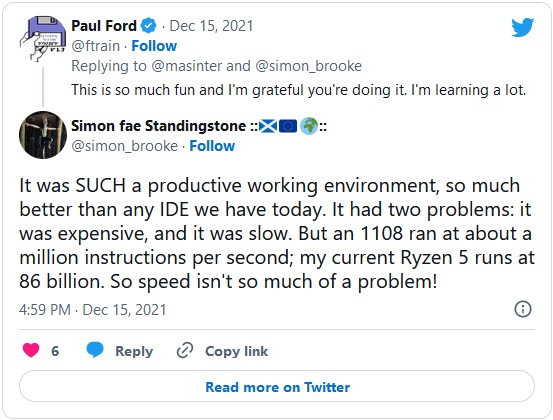 Paul Ford · Dec 15, 2021
@ftrain · Follow
Replying to @masinter and @simon_brooke
This is so much fun and I'm grateful you're doing it. I'm learning a lot.
Simon fae Standingstone ::🏴󠁧󠁢󠁳󠁣󠁴󠁿🇪🇺🌍::
@simon_brooke · Follow
It was SUCH a productive working environment, so much
better than any IDE we have today. It had two problems: it
was expensive, and it was slow. But an 1108 ran at about a
million instructions per second; my current Ryzen 5 runs at
86 billion. So speed isn't so much of a problem!
4:59 PM · Dec 15, 2021
6 Reply Copy link
Read more on Twitter